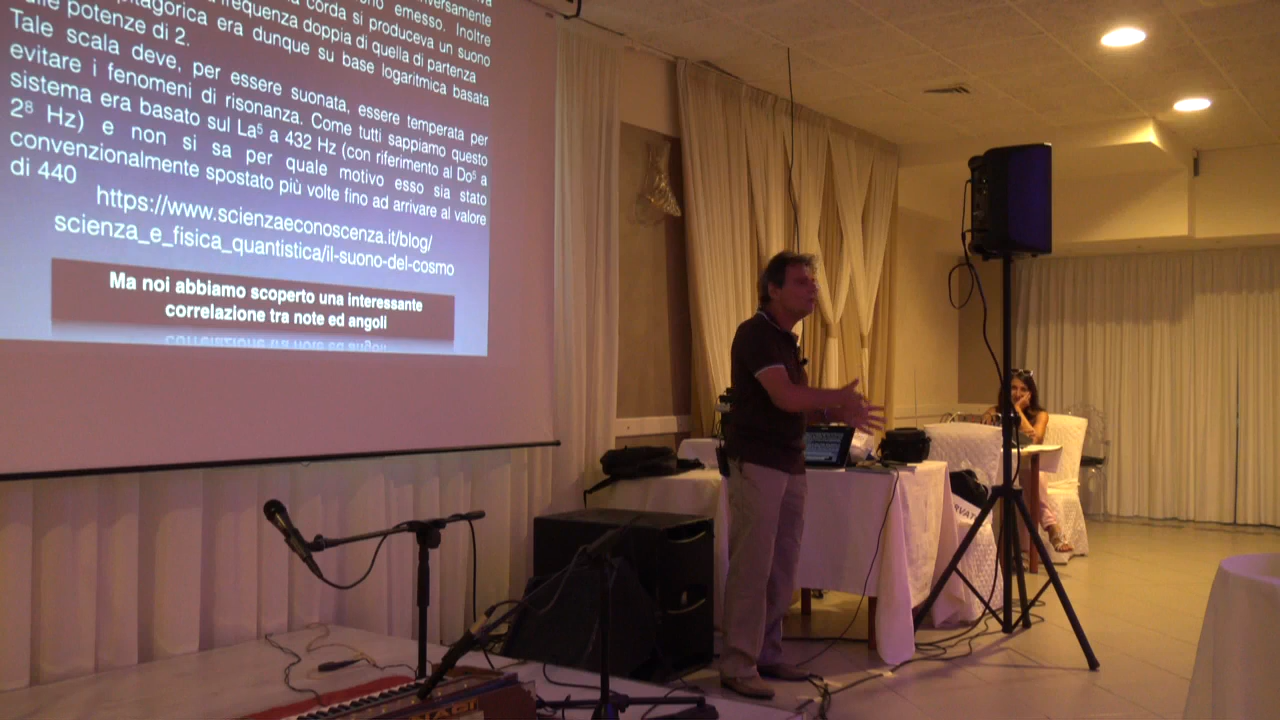 corda si produceva un suono
emesso. Inoltre
frequenza doppia di quella di partenza
era dunque su base logaritmica basata
potenze di 2.
Tale scala deve, per essere suonata, essere temperata per
evitare i fenomeni di risonanza. Come tutti sappiamo questo
sistema era basato sul La⁵ a 432 Hz (con riferimento al Do⁵ a
2⁸ Hz) e non si sa per quale motivo esso sia stato
convenzionalmente spostato più volte fino ad arrivare al valore
di 440
https://www.scienzaeconoscenza.it/blog/
scienza_e_fisica_quantistica/il-suono-del-cosmo
Ma noi abbiamo scoperto una interessante
correlazione tra note ed angoli